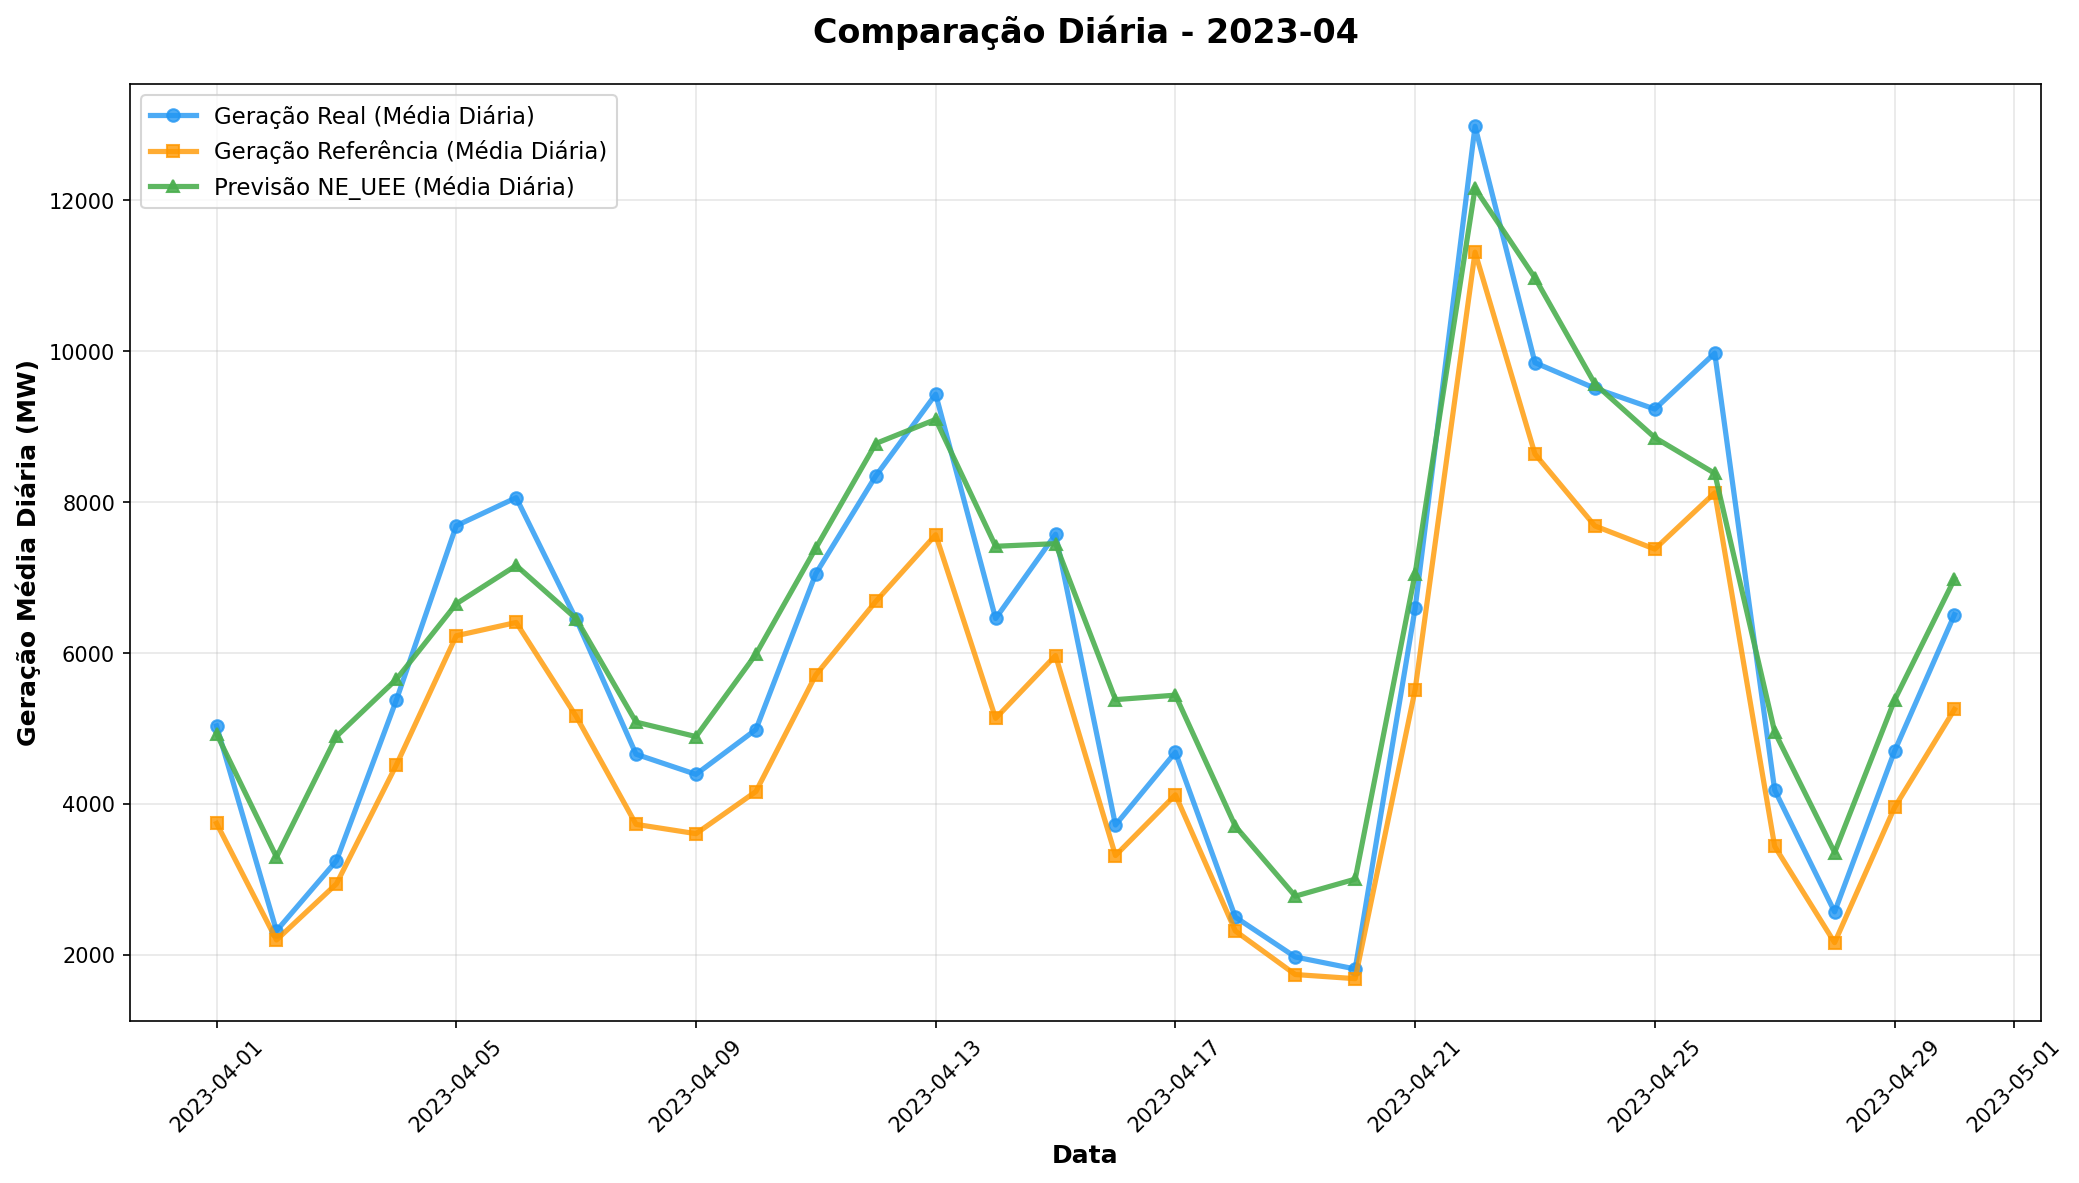 Comparação Diária - 2023-04
Geração Real (Média Diária)
Geração Referência (Média Diária)
Previsão NE_UEE (Média Diária)
Geração Média Diária (MW)
12000
10000
8000
6000
4000
2000
2023-04-01
2023-04-05
2023-04-09
2023-04-13
2023-04-17
2023-04-21
2023-04-25
2023-04-29
2023-05-01
Data